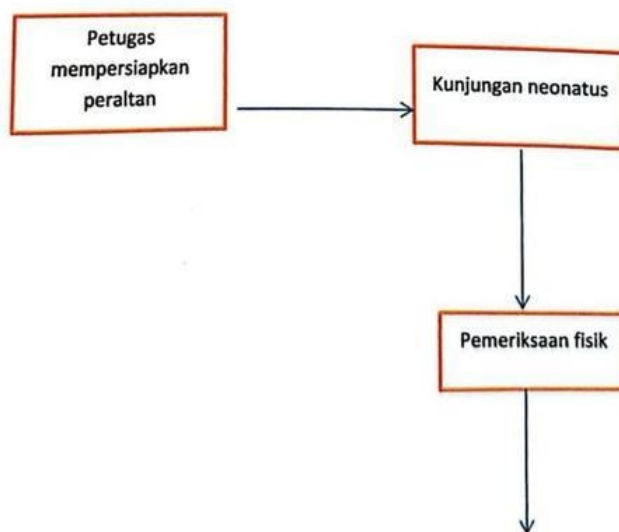 Petugas
mempersiapkan
peraltan
Kunjungan neonatus
Pemeriksaan fisik